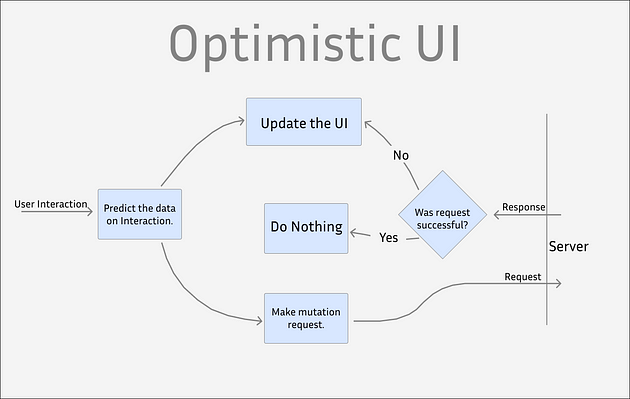 Optimistic UI
Update the UI
No
User Interaction
Predict the data
on Interaction.
Do Nothing
Yes
Was request
successful?
Response
Server
Request
Make mutation
request.